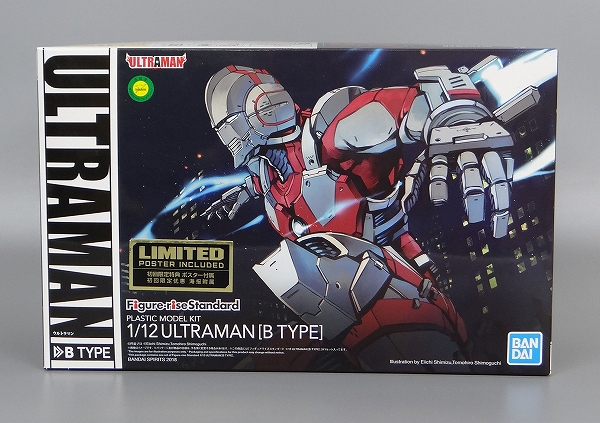 ULTRAMAN
ウルトラマン
B TYPE
ULTRAMAN
LIMITED
POSTER INCLUDED
初回限定特典 ポスター付属
初回限定优惠 海报附属
Figure-riseStandard
PLASTIC MODEL KIT
1/12 ULTRAMAN [B TYPE]
BANDAI SPIRITS 2018
Illustration by Eiichi Shimizu,Tomohiro Shimoguchi
BAN
DAI